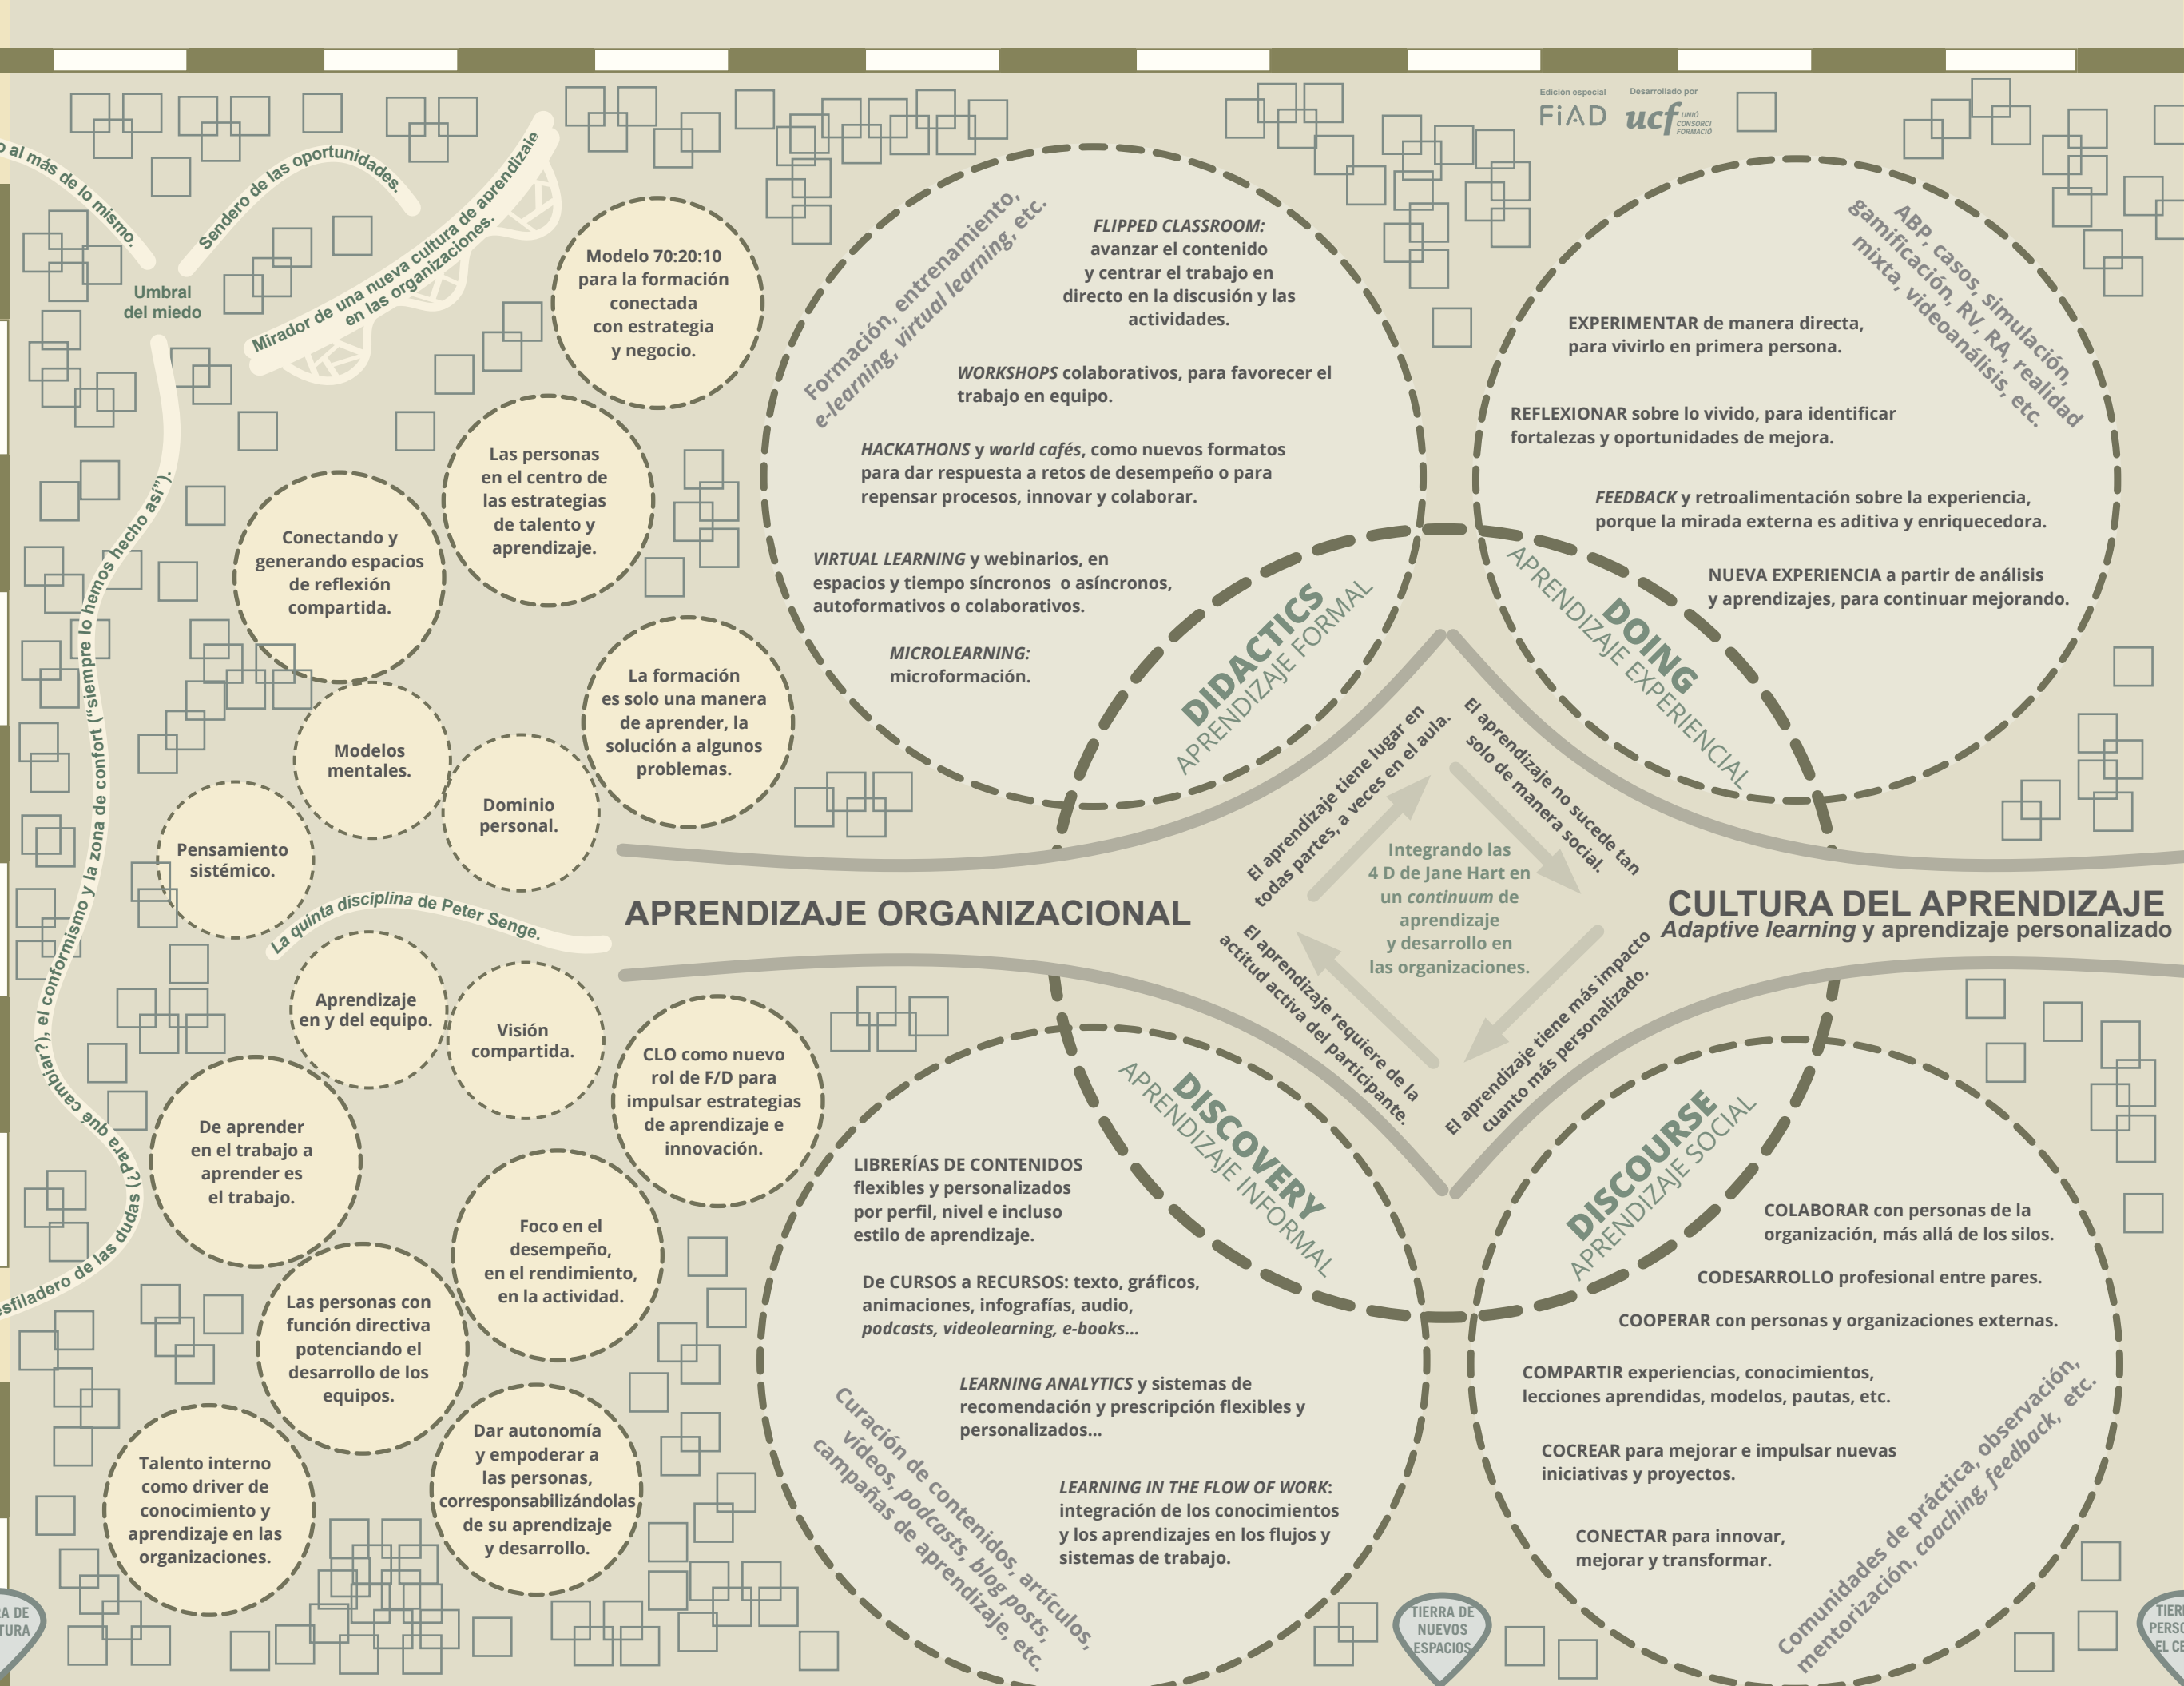 Edición especial
FiAD
Desarrollado por
ucf UNIÓ
CONSORCI
FORMACIÓ
al más de lo mismo.
Sendero de las oportunidades.
Umbral
del miedo
Mirador de una nueva cultura de aprendizaje
en las organizaciones.
Modelo 70:20:10
para la formación
conectada
con estrategia
y negocio.
Las personas
en el centro de
las estrategias
de talento y
aprendizaje.
Conectando y
generando espacios
de reflexión
compartida.
La formación
es solo una manera
de aprender, la
solución a algunos
problemas.
Modelos
mentales.
Dominio
personal.
Pensamiento
sistémico.
La quinta disciplina de Peter Senge.
Aprendizaje
en y del equipo.
Visión
compartida.
CLO como nuevo
rol de F/D para
impulsar estrategias
de aprendizaje e
innovación.
De aprender
en el trabajo a
aprender es
el trabajo.
Foco en el
desempeño,
en el rendimiento,
en la actividad.
Las personas con
función directiva
potenciando el
desarrollo de los
equipos.
Dar autonomía
y empoderar a
las personas,
corresponsabilizándolas
de su aprendizaje
y desarrollo.
Talento interno
como driver de
conocimiento y
aprendizaje en las
organizaciones.
esfiladero de las dudas (?Para qué cambiar?), el conformismo y la zona de confort ("siempre lo hemos hecho así").
APRENDIZAJE ORGANIZACIONAL
Formación, entrenamiento,
e-learning, virtual learning, etc.
FLIPPED CLASSROOM:
avanzar el contenido
y centrar el trabajo en
directo en la discusión y las
actividades.
WORKSHOPS colaborativos, para favorecer el
trabajo en equipo.
HACKATHONS y world cafés, como nuevos formatos
para dar respuesta a retos de desempeño o para
repensar procesos, innovar y colaborar.
VIRTUAL LEARNING y webinarios, en
espacios y tiempo síncronos o asíncronos,
autoformativos o colaborativos.
MICROLEARNING:
microformación.
DIDACTICS
APRENDIZAJE FORMAL
ABP, casos, simulación,
gamificación, RV, RA, realidad
mixta, videoanálisis, etc.
EXPERIMENTAR de manera directa,
para vivirlo en primera persona.
REFLEXIONAR sobre lo vivido, para identificar
fortalezas y oportunidades de mejora.
FEEDBACK y retroalimentación sobre la experiencia,
porque la mirada externa es aditiva y enriquecedora.
NUEVA EXPERIENCIA a partir de análisis
y aprendizajes, para continuar mejorando.
DOING
APRENDIZAJE EXPERIENCIAL
El aprendizaje tiene lugar en
todas partes, a veces en el aula.
El aprendizaje no sucede tan
solo de manera social.
Integrando las
4 D de Jane Hart en
un continuum de
aprendizaje
y desarrollo en
las organizaciones.
El aprendizaje requiere de la
actitud activa del participante.
El aprendizaje tiene más impacto
cuanto más personalizado.
CULTURA DEL APRENDIZAJE
Adaptive learning y aprendizaje personalizado
DISCOVERY
APRENDIZAJE INFORMAL
LIBRERÍAS DE CONTENIDOS
flexibles y personalizados
por perfil, nivel e incluso
estilo de aprendizaje.
De CURSOS a RECURSOS: texto, gráficos,
animaciones, infografías, audio,
podcasts, videolearning, e-books...
LEARNING ANALYTICS y sistemas de
recomendación y prescripción flexibles y
personalizados...
LEARNING IN THE FLOW OF WORK:
integración de los conocimientos
y los aprendizajes en los flujos y
sistemas de trabajo.
Curación de contenidos, artículos,
vídeos, podcasts, blog posts,
campañas de aprendizaje, etc.
DISCOURSE
APRENDIZAJE SOCIAL
COLABORAR con personas de la
organización, más allá de los silos.
CODESARROLLO profesional entre pares.
COOPERAR con personas y organizaciones externas.
COMPARTIR experiencias, conocimientos,
lecciones aprendidas, modelos, pautas, etc.
COCREAR para mejorar e impulsar nuevas
iniciativas y proyectos.
CONECTAR para innovar,
mejorar y transformar.
Comunidades de práctica, observación,
mentorización, coaching, feedback, etc.
TIERRA DE
NUEVOS
ESPACIOS
DE